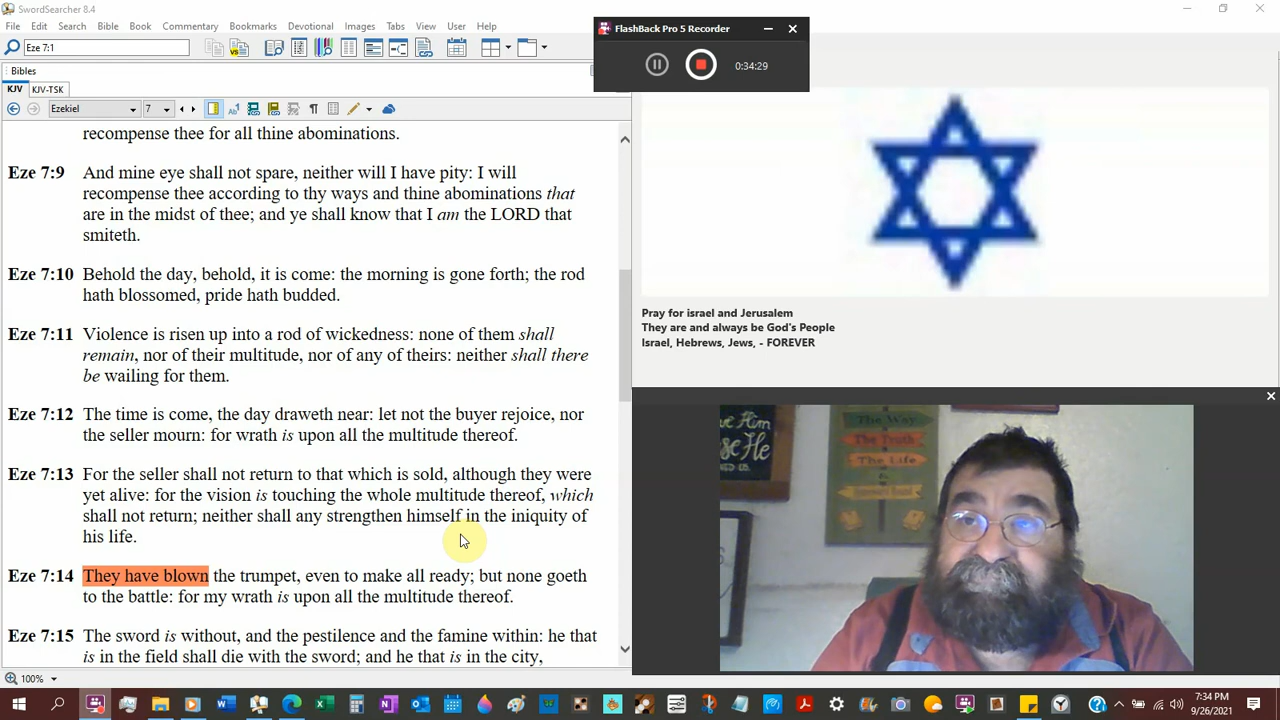 SwordSearcher 8.4
File Edit Search Bible Book Commentary Bookmarks Devotional Images Tabs View User Help
Eze 7:1
VS
Bibles
KJV KJV-TSK
Ezekiel 7
recompense thee for all thine abominations.
Eze 7:9 And mine eye shall not spare, neither will I have pity: I will
recompense thee according to thy ways and thine abominations that
are in the midst of thee; and ye shall know that I am the LORD that
smiteth.
Eze 7:10 Behold the day, behold, it is come: the morning is gone forth; the rod
hath blossomed, pride hath budded.
Eze 7:11 Violence is risen up into a rod of wickedness: none of them shall
remain, nor of their multitude, nor of any of theirs: neither shall there
be wailing for them.
Eze 7:12 The time is come, the day draweth near: let not the buyer rejoice, nor
the seller mourn: for wrath is upon all the multitude thereof.
Eze 7:13 For the seller shall not return to that which is sold, although they were
yet alive: for the vision is touching the whole multitude thereof, which
shall not return; neither shall any strengthen himself in the iniquity of
his life.
Eze 7:14 They have blown the trumpet, even to make all ready; but none goeth
to the battle: for my wrath is upon all the multitude thereof.
Eze 7:15 The sword is without, and the pestilence and the famine within: he that
is in the field shall die with the sword; and he that is in the city,
100%
FlashBack Pro 5 Recorder
0:34:29
Pray for israel and Jerusalem
They are and always be God's People
Israel, Hebrews, Jews, - FOREVER
The Way
The Truth
The Life
7:34 PM
9/26/2021